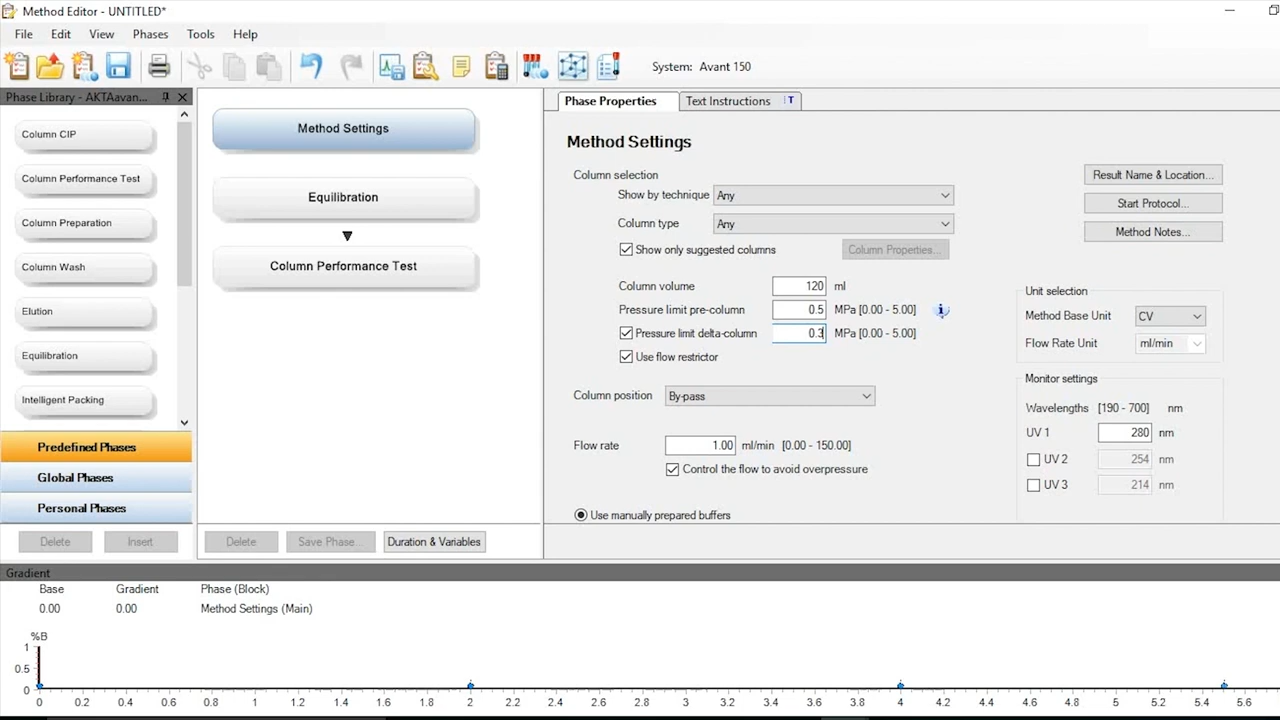 Method Editor - UNTITLED*
File Edit View Phases Tools Help
System: Avant 150
Phase Library - AKTAavan...
Column CIP
Column Performance Test
Column Preparation
Column Wash
Elution
Equilibration
Intelligent Packing
Predefined Phases
Global Phases
Personal Phases
Delete Insert
Method Settings
Equilibration
Column Performance Test
Delete Save Phase... Duration & Variables
Phase Properties Text Instructions T
Method Settings
Column selection
Show by technique Any
Column type Any
Show only suggested columns Column Properties...
Column volume 120 ml
Pressure limit pre-column 0.5 MPa [0.00 - 5.00] i
Pressure limit delta-column 0.3 MPa [0.00 - 5.00]
Use flow restrictor
Column position By-pass
Flow rate 1.00 ml/min [0.00 - 150.00]
Control the flow to avoid overpressure
Use manually prepared buffers
Result Name & Location...
Start Protocol...
Method Notes...
Unit selection
Method Base Unit CV
Flow Rate Unit ml/min
Monitor settings
Wavelengths [190 - 700] nm
UV 1 280 nm
UV 2 254 nm
UV 3 214 nm
Gradient
Base Gradient Phase (Block)
0.00 0.00 Method Settings (Main)
%B
1
0.5
0
0 0.2 0.4 0.6 0.8 1 1.2 1.4 1.6 1.8 2 2.2 2.4 2.6 2.8 3 3.2 3.4 3.6 3.8 4 4.2 4.4 4.6 4.8 5 5.2 5.4 5.6